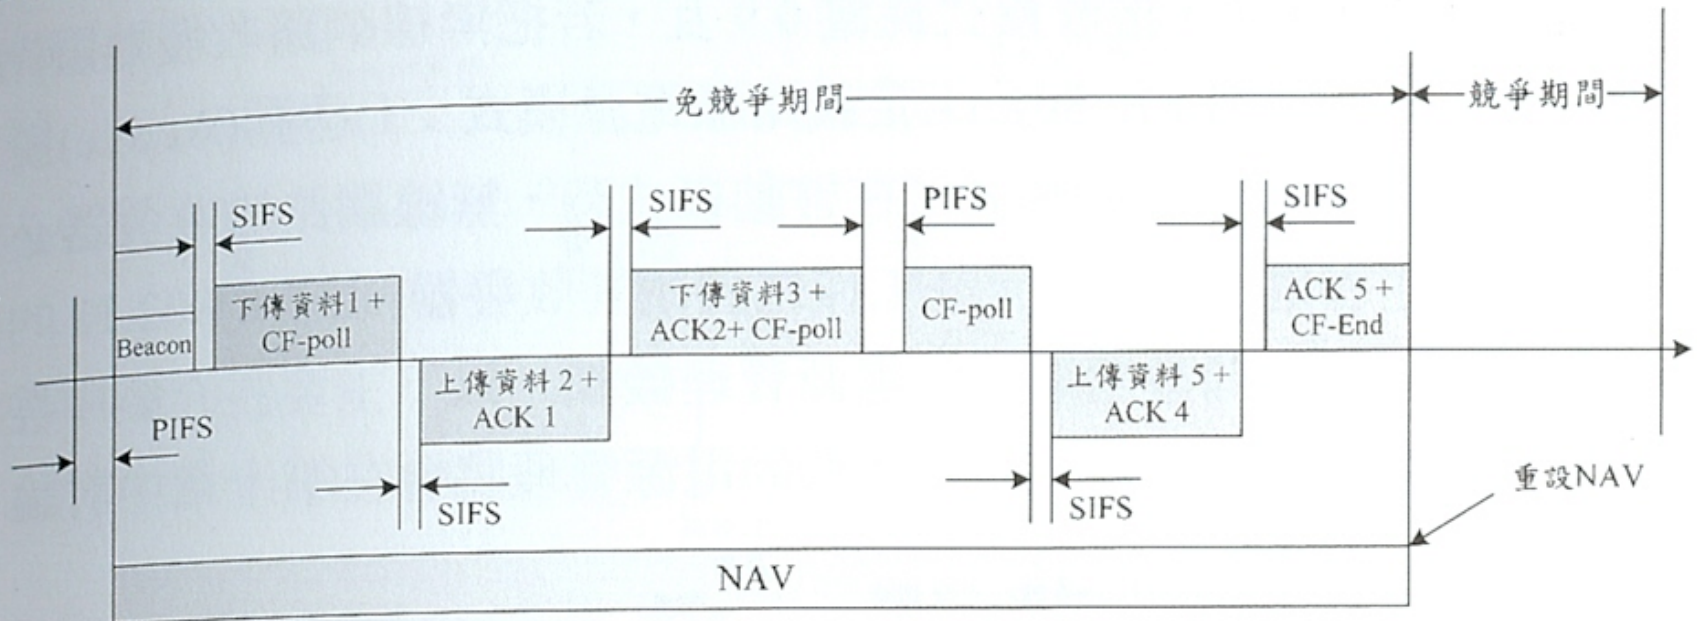 免競爭期間
競爭期間
SIFS
SIFS
PIFS
SIFS
下傳資料1+
CF-poll
Beacon
下傳資料3+
ACK2+ CF-poll
CF-poll
ACK 5 +
CF-End
上傳資料 2 +
ACK 1
上傳資料 5 +
ACK 4
PIFS
SIFS
SIFS
重設NAV
NAV